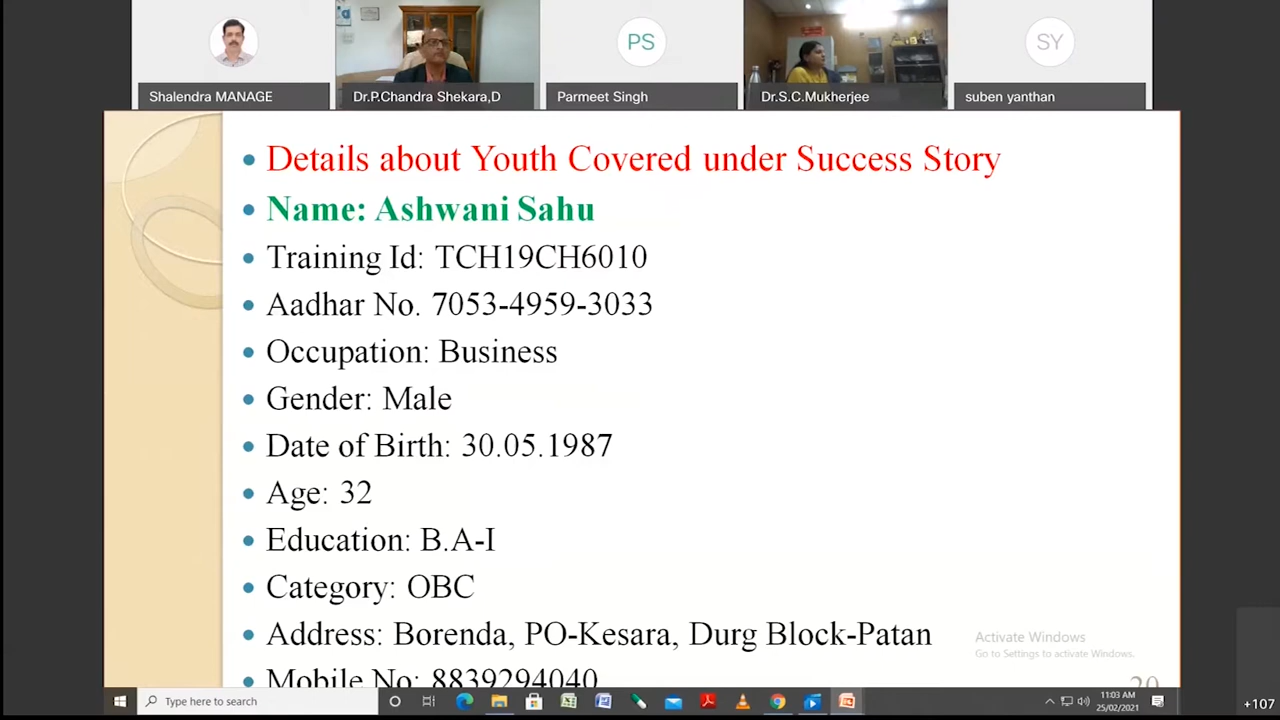 PS
SY
Shalendra MANAGE
Dr.P.Chandra Shekara,D
Parmeet Singh
Dr.S.C.Mukherjee
suben yanthan
Details about Youth Covered under Success Story
Name: Ashwani Sahu
Training Id: TCH19CH6010
Aadhar No. 7053-4959-3033
Occupation: Business
Gender: Male
Date of Birth: 30.05.1987
Age: 32
Education: B.A-I
Category: OBC
Address: Borenda, PO-Kesara, Durg Block-Patan
Mobile No: 8839294040
Activate Windows
Go to Settings to activate Windows.
20
Type here to search
11:03 AM
25/02/2021
+107